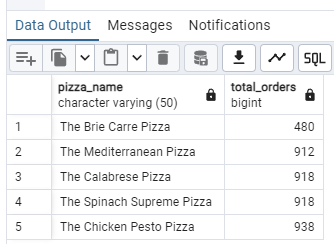 Data Output Messages Notifications
SQL
pizza_name total_orders
character varying (50) bigint
1 The Brie Carre Pizza 480
2 The Mediterranean Pizza 912
3 The Calabrese Pizza 918
4 The Spinach Supreme Pizza 918
5 The Chicken Pesto Pizza 938